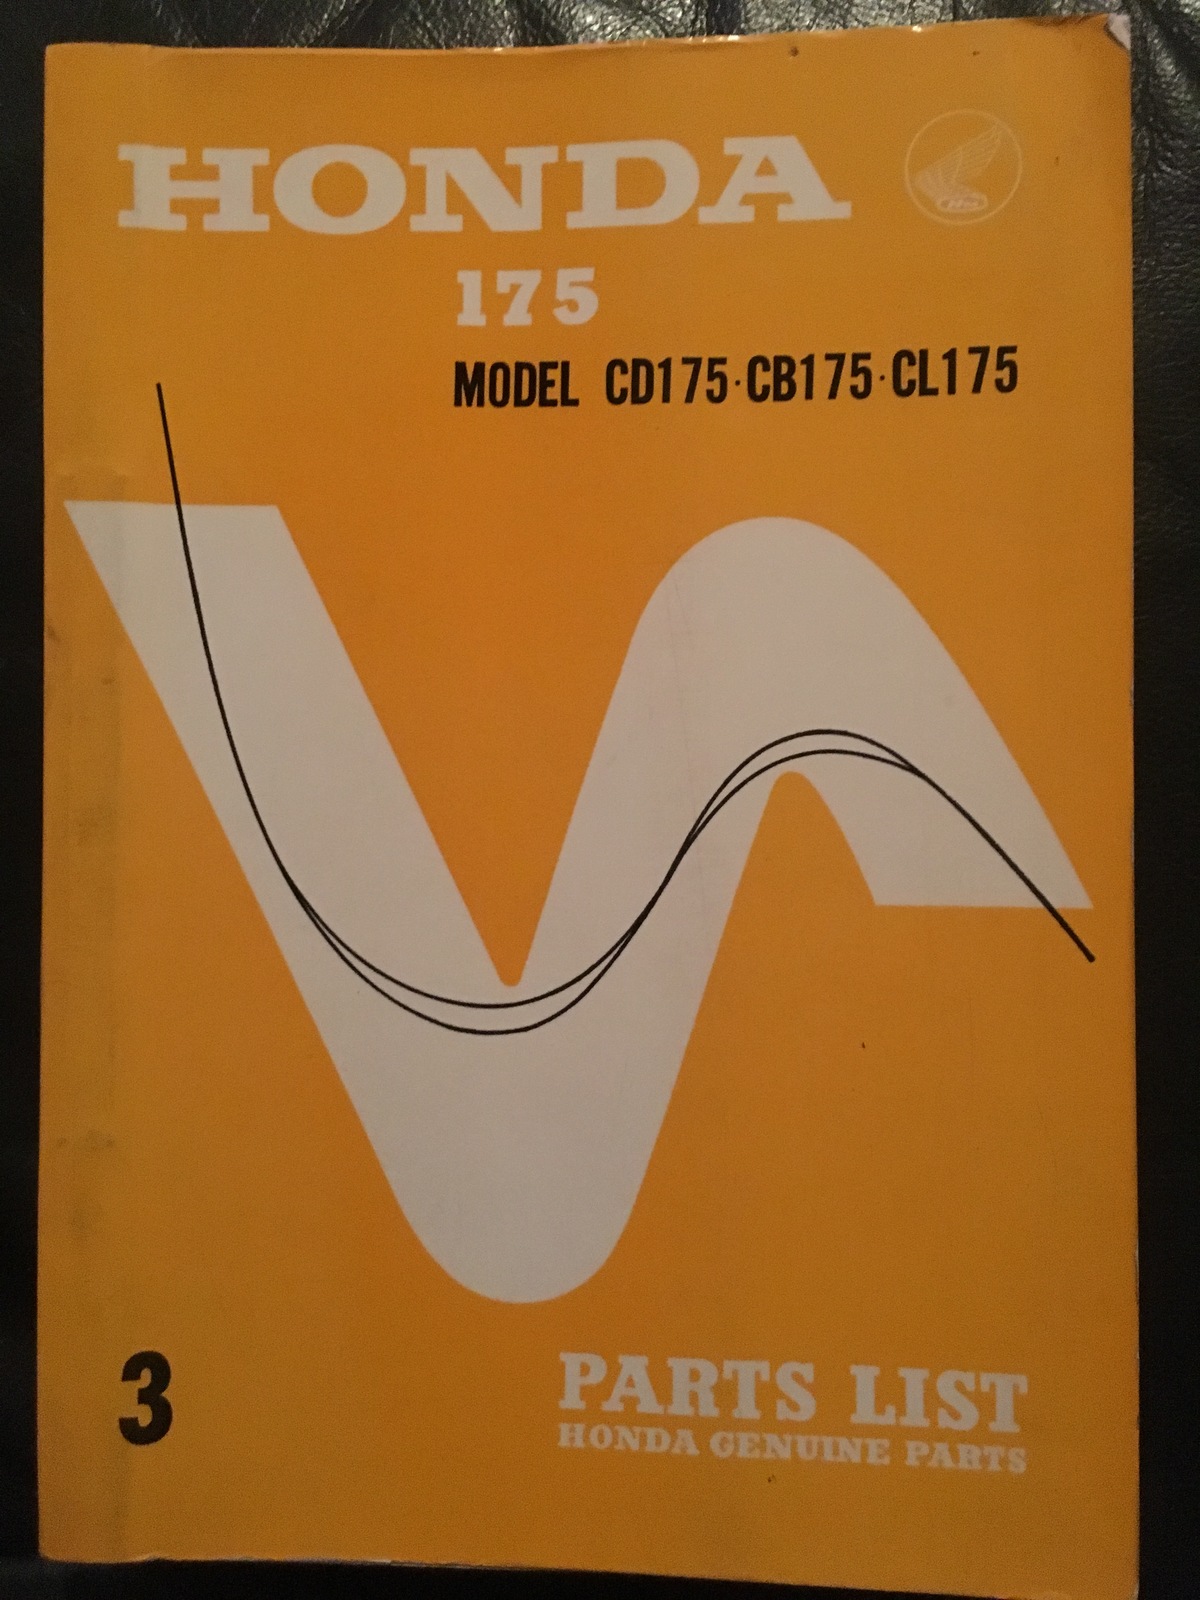 HONDA
175
MODEL CD175·CB175·CL175
3
PARTS LIST
HONDA GENUINE PARTS